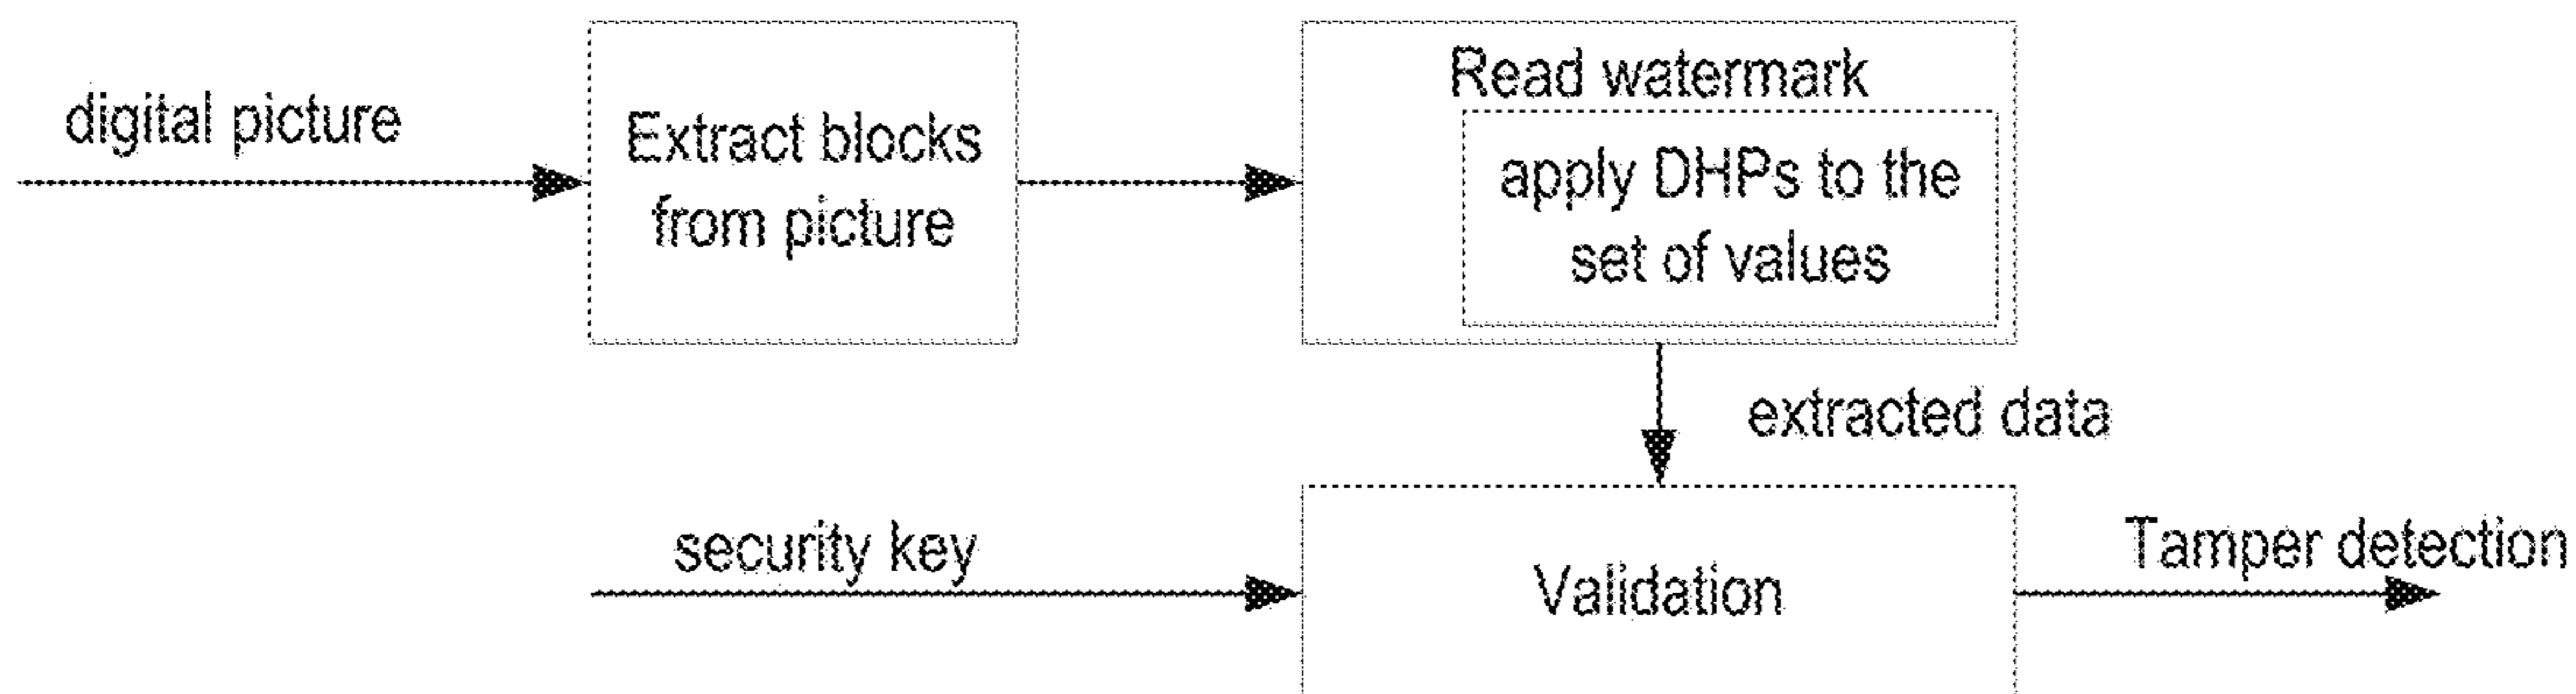 digital picture
Extract blocks
from picture
Read watermark
apply DHPs to the
set of values
extracted data
security key
Validation
Tamper detection